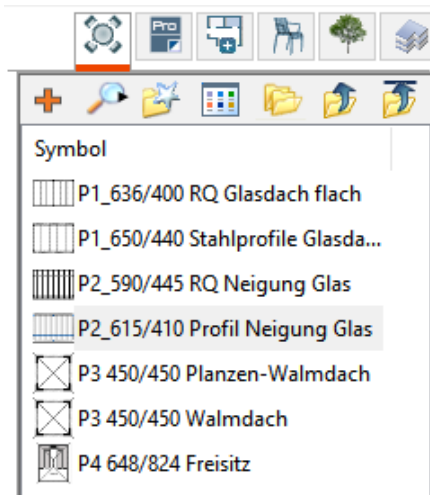 Pro
Symbol
P1_636/400 RQ Glasdach flach
P1_650/440 Stahlprofile Glasda...
P2_590/445 RQ Neigung Glas
P2_615/410 Profil Neigung Glas
P3 450/450 Planzen-Walmdach
P3 450/450 Walmdach
P4 648/824 Freisitz